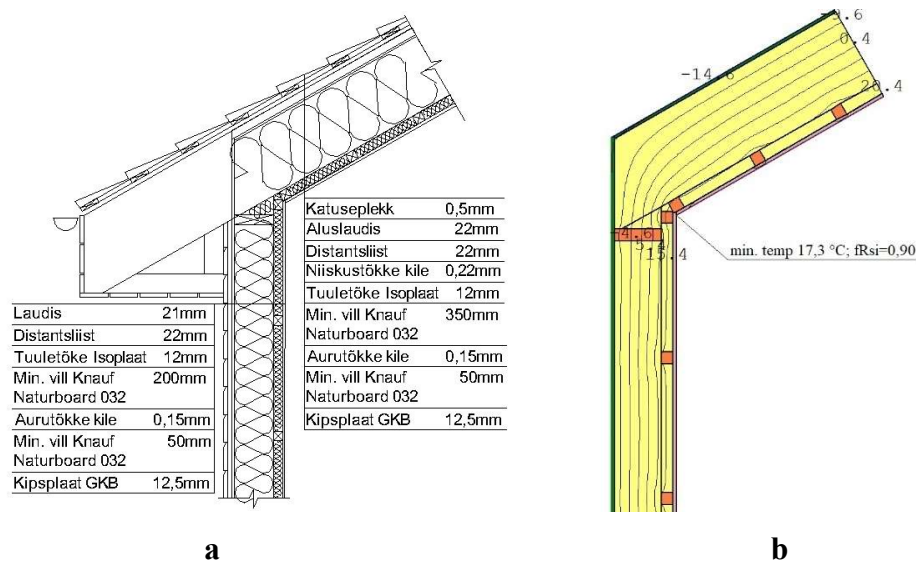 Katuseplekk 0,5mm
Aluslaudis 22mm
Distantsliist 22mm
Niiskustõkke kile 0,22mm
Tuuletõke Isoplaat 12mm
Min. vill Knauf 350mm
Naturboard 032
Aurutõkke kile 0,15mm
Min. vill Knauf 50mm
Naturboard 032
Kipsplaat GKB 12,5mm
Laudis 21mm
Distantsliist 22mm
Tuuletõke Isoplaat 12mm
Min. vill Knauf 200mm
Naturboard 032
Aurutõkke kile 0,15mm
Min. vill Knauf 50mm
Naturboard 032
Kipsplaat GKB 12,5mm
a
0.4
-14.6
20.4
-4.6
15.4
min. temp 17,3 °C; fRsi=0,90
b